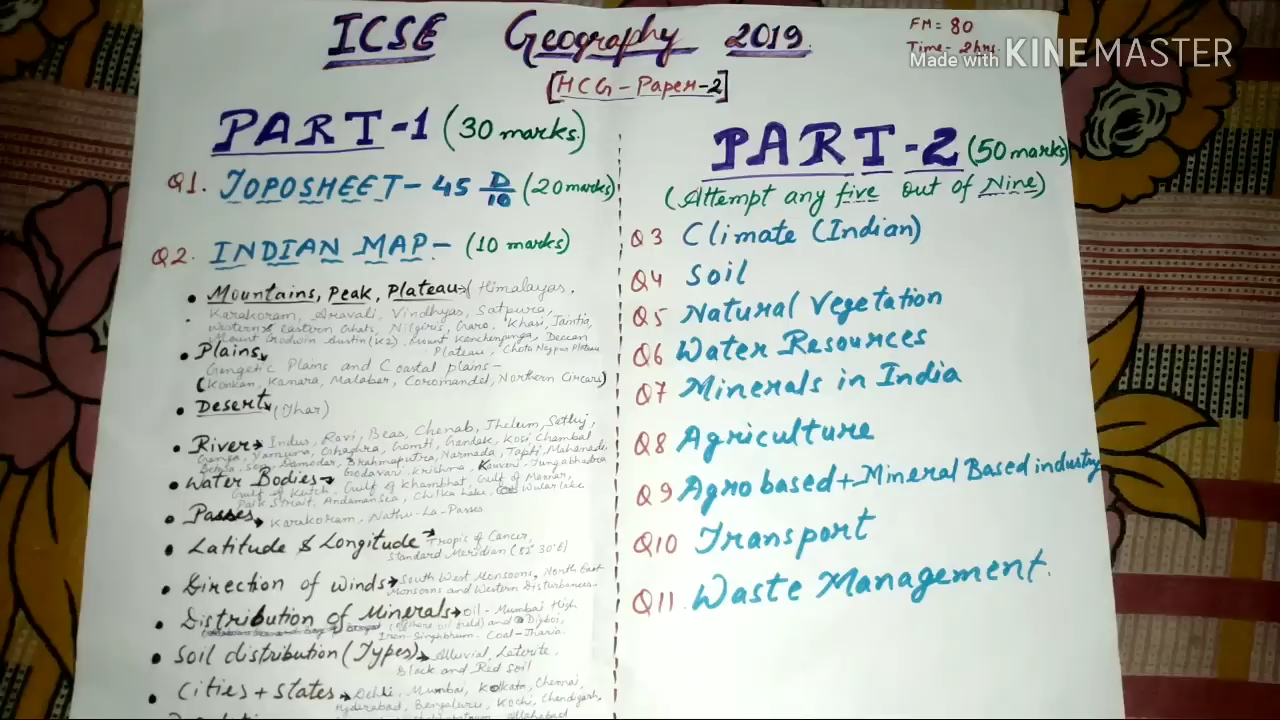 ICSE Geography 2019
FM = 80
Time - 2hrs.
Made with KINEMASTER
[HCG - Paper-2]
PART-1 (30 marks)
Q1. TOPOSHEET - 45 D/10 (20 marks)
Q2. INDIAN MAP - (10 marks)
• Mountains, Peak, Plateau → (Himalayas,
Karakoram, Aravali, Vindhyas, Satpura,
Western & Eastern Ghats, Nilgiris, Garo, Khasi, Jaintia,
Mount Godwin Austin (K2), Mount Kanchenjunga, Deccan
Plateau, Chota Nagpur Plateau
• Plains
Gangetic Plains and Coastal plains -
(Konkan, Kanara, Malabar, Coromandel, Northern Circars)
• Desert (Thar)
• River → Indus, Ravi, Beas, Chenab, Jhelum, Satluj,
Ganga, Yamuna, Ghaghra, Gomti, Gandak, Kosi, Chambal
Betwa, Son, Damodar, Brahmaputra, Narmada, Tapti, Mahanadi,
Godavari, Krishna, Kaveri, Tungabhadra
• Water Bodies →
Gulf of Kutch, Gulf of Khambhat, Gulf of Mannar,
Palk Strait, Andaman Sea, Chilka Lake, Wular lake
• Passes → Karakoram, Nathu-La-Passes
• Latitude & Longitude → Tropic of Cancer,
Standard Meridian (82° 30'E)
• Direction of winds → South West Monsoons, North East
Monsoons and Western Disturbances.
• Distribution of Minerals → Oil - Mumbai High
(offshore oil field) and Digboi,
Iron - Singhbhum. Coal - Jharia.
• Soil distribution (Types) → Alluvial, Laterite,
Black and Red Soil
• Cities + States → Delhi, Mumbai, Kolkata, Chennai,
Hyderabad, Bengaluru, Kochi, Chandigarh,
Allahabad
PART-2 (50 marks)
(Attempt any five out of Nine)
Q3 Climate (Indian)
Q4 Soil
Q5 Natural Vegetation
Q6 Water Resources
Q7 Minerals in India
Q8 Agriculture
Q9 Agro based + Mineral Based industry
Q10 Transport
Q11. Waste Management.